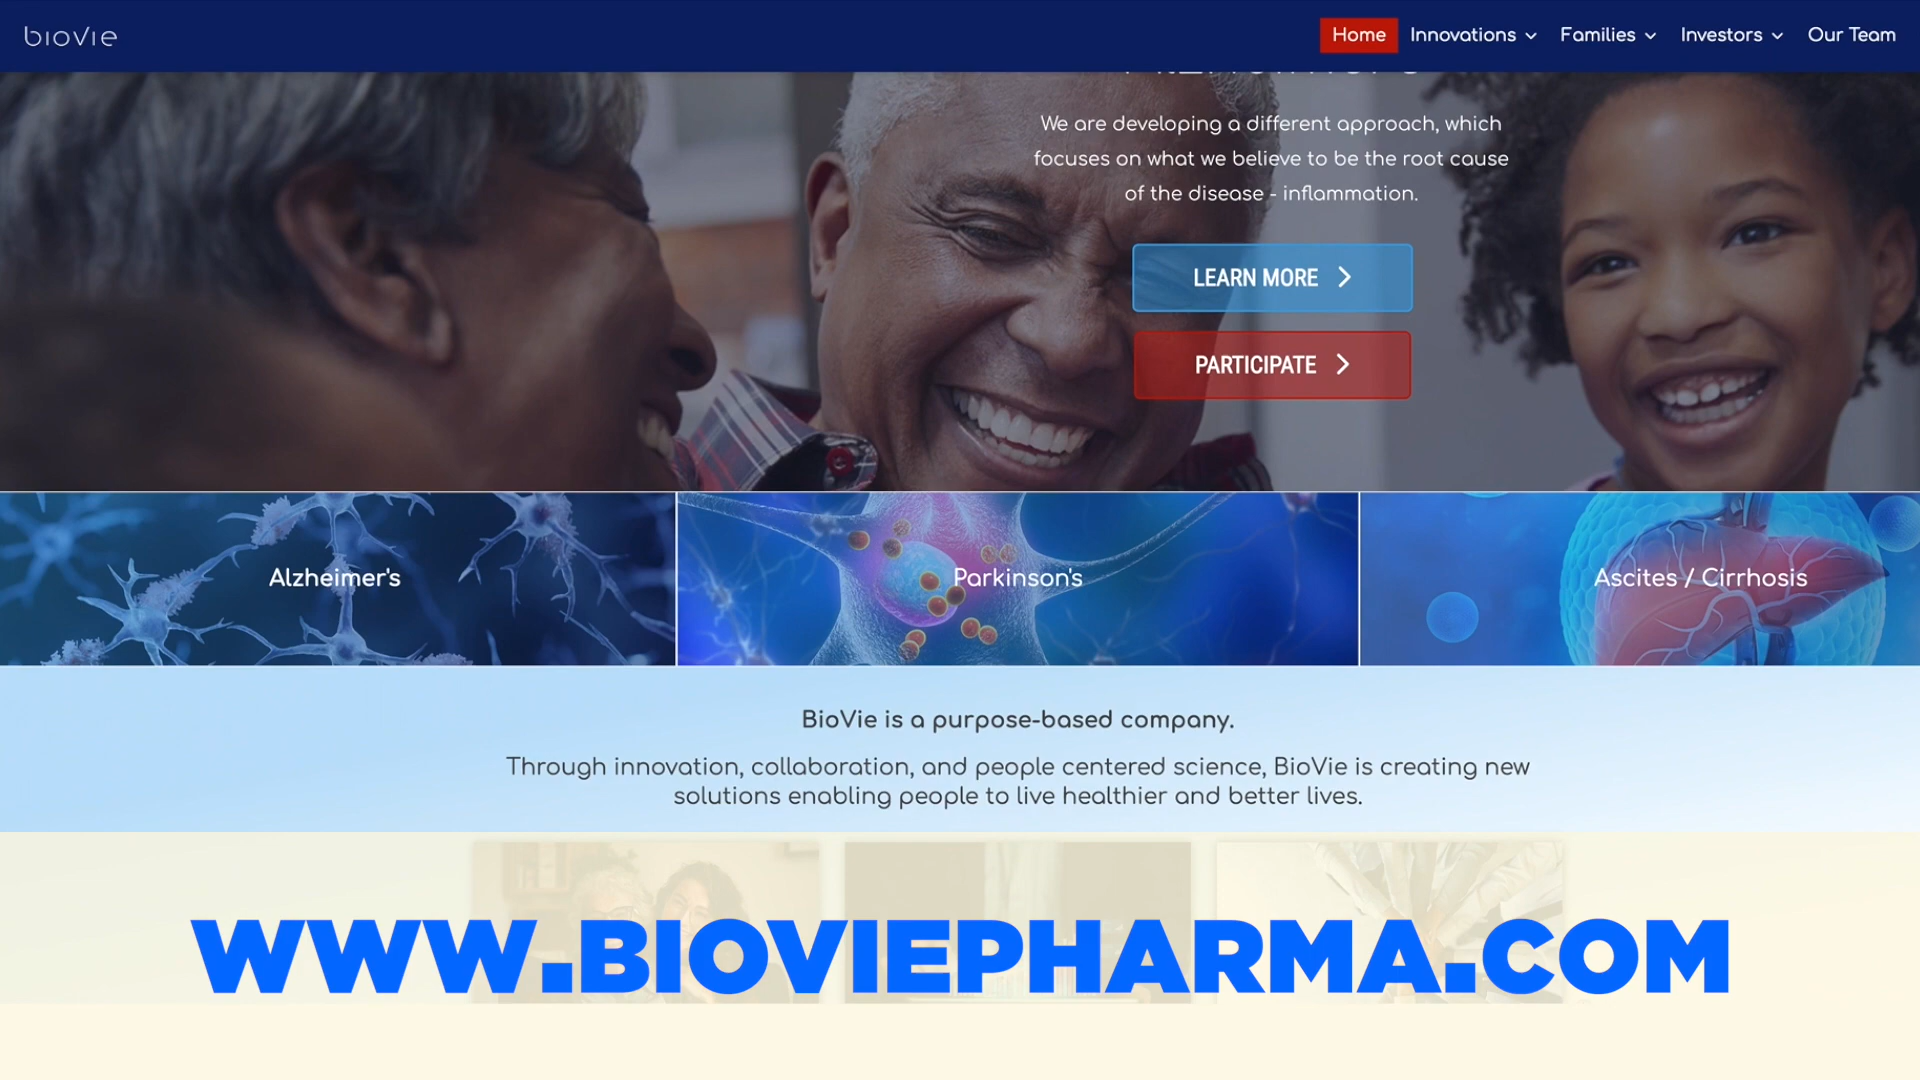 biovie
Home Innovations Families Investors Our Team
We are developing a different approach, which
focuses on what we believe to be the root cause
of the disease - inflammation.
LEARN MORE
PARTICIPATE
Alzheimer's
Parkinson's
Ascites / Cirrhosis
BioVie is a purpose-based company.
Through innovation, collaboration, and people centered science, BioVie is creating new
solutions enabling people to live healthier and better lives.
WWW.BIOVIEPHARMA.COM